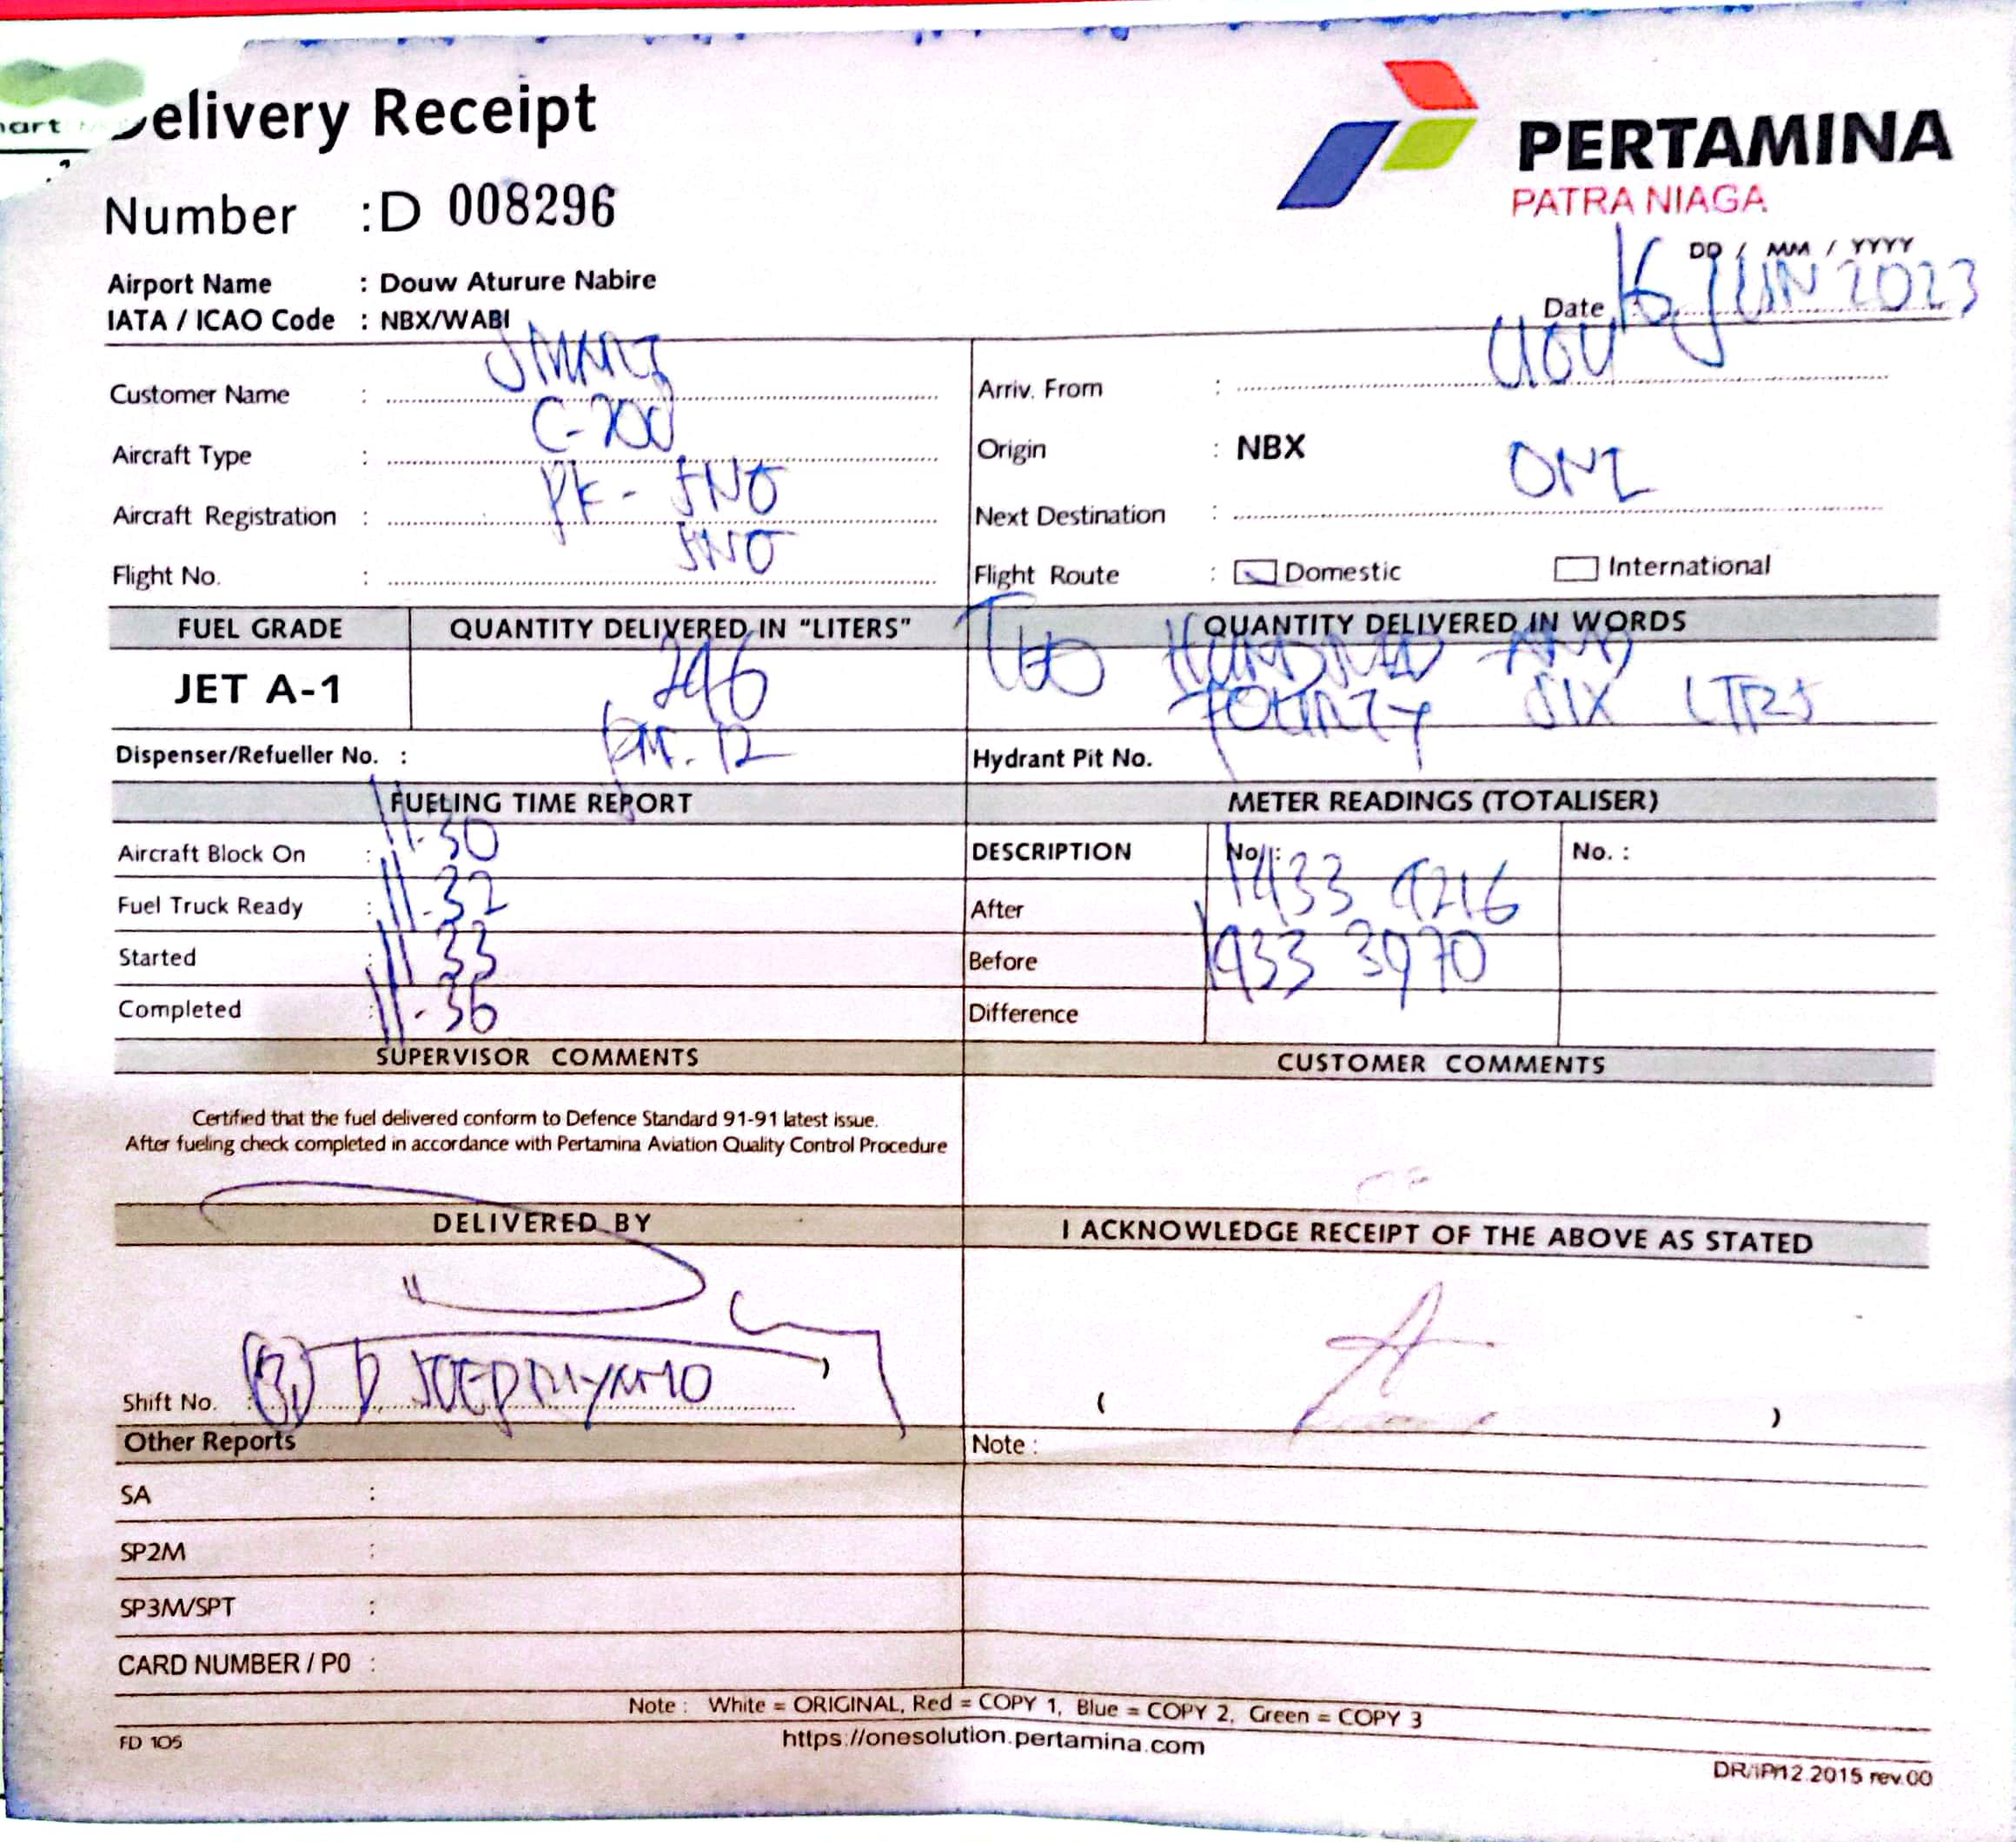 Delivery Receipt
PERTAMINA
PATRA NIAGA
Number : D 008296
DD / MM / YYYY
Airport Name : Douw Aturure Nabire
Date 16 JUN 2023
IATA / ICAO Code : NBX/WABI
Customer Name : SMART
Arriv. From :
Aircraft Type : C-208
Origin : NBX
Aircraft Registration : PK - SNO
Next Destination :
Flight No. : SNO
Flight Route : Domestic International
FUEL GRADE QUANTITY DELIVERED IN "LITERS" QUANTITY DELIVERED IN WORDS
JET A-1 246 TWO HUNDRED AND
FOURTY SIX LTRS
Dispenser/Refueller No. : 12
Hydrant Pit No.
FUELING TIME REPORT METER READINGS (TOTALISER)
Aircraft Block On : 11.30
DESCRIPTION No. : No. :
Fuel Truck Ready : 11.32
After 1433 4216
Started : 11 33
Before 1433 3970
Completed : 11.36
Difference
SUPERVISOR COMMENTS CUSTOMER COMMENTS
Certified that the fuel delivered conform to Defence Standard 91-91 latest issue.
After fueling check completed in accordance with Pertamina Aviation Quality Control Procedure
DELIVERED BY I ACKNOWLEDGE RECEIPT OF THE ABOVE AS STATED
Shift No. : (3)
( )
Other Reports Note :
SA :
SP2M :
SP3M/SPT :
CARD NUMBER / PO :
Note : White = ORIGINAL, Red = COPY 1, Blue = COPY 2, Green = COPY 3
FD 105 https://onesolution.pertamina.com
DR/IP/12.2015 rev.00